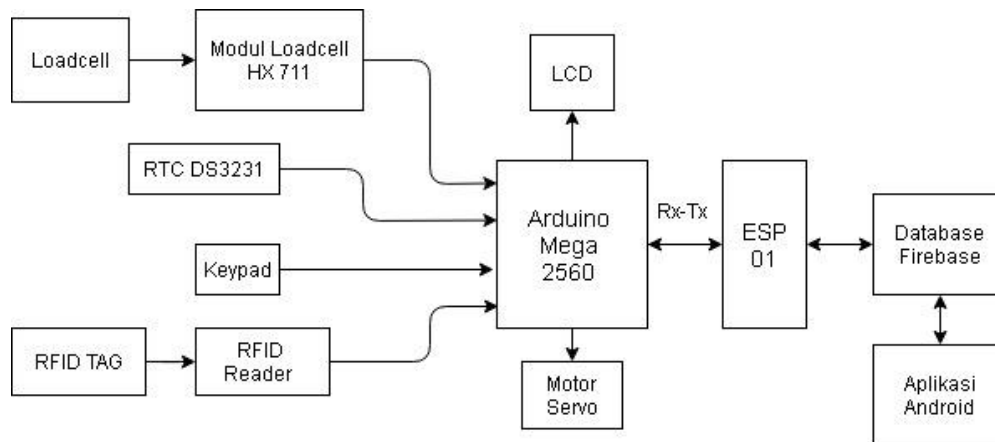 Loadcell
Modul Loadcell
HX 711
LCD
RTC DS3231
Arduino
Mega
2560
Rx-Tx
ESP
01
Database
Firebase
Keypad
RFID TAG
RFID
Reader
Motor
Servo
Aplikasi
Android